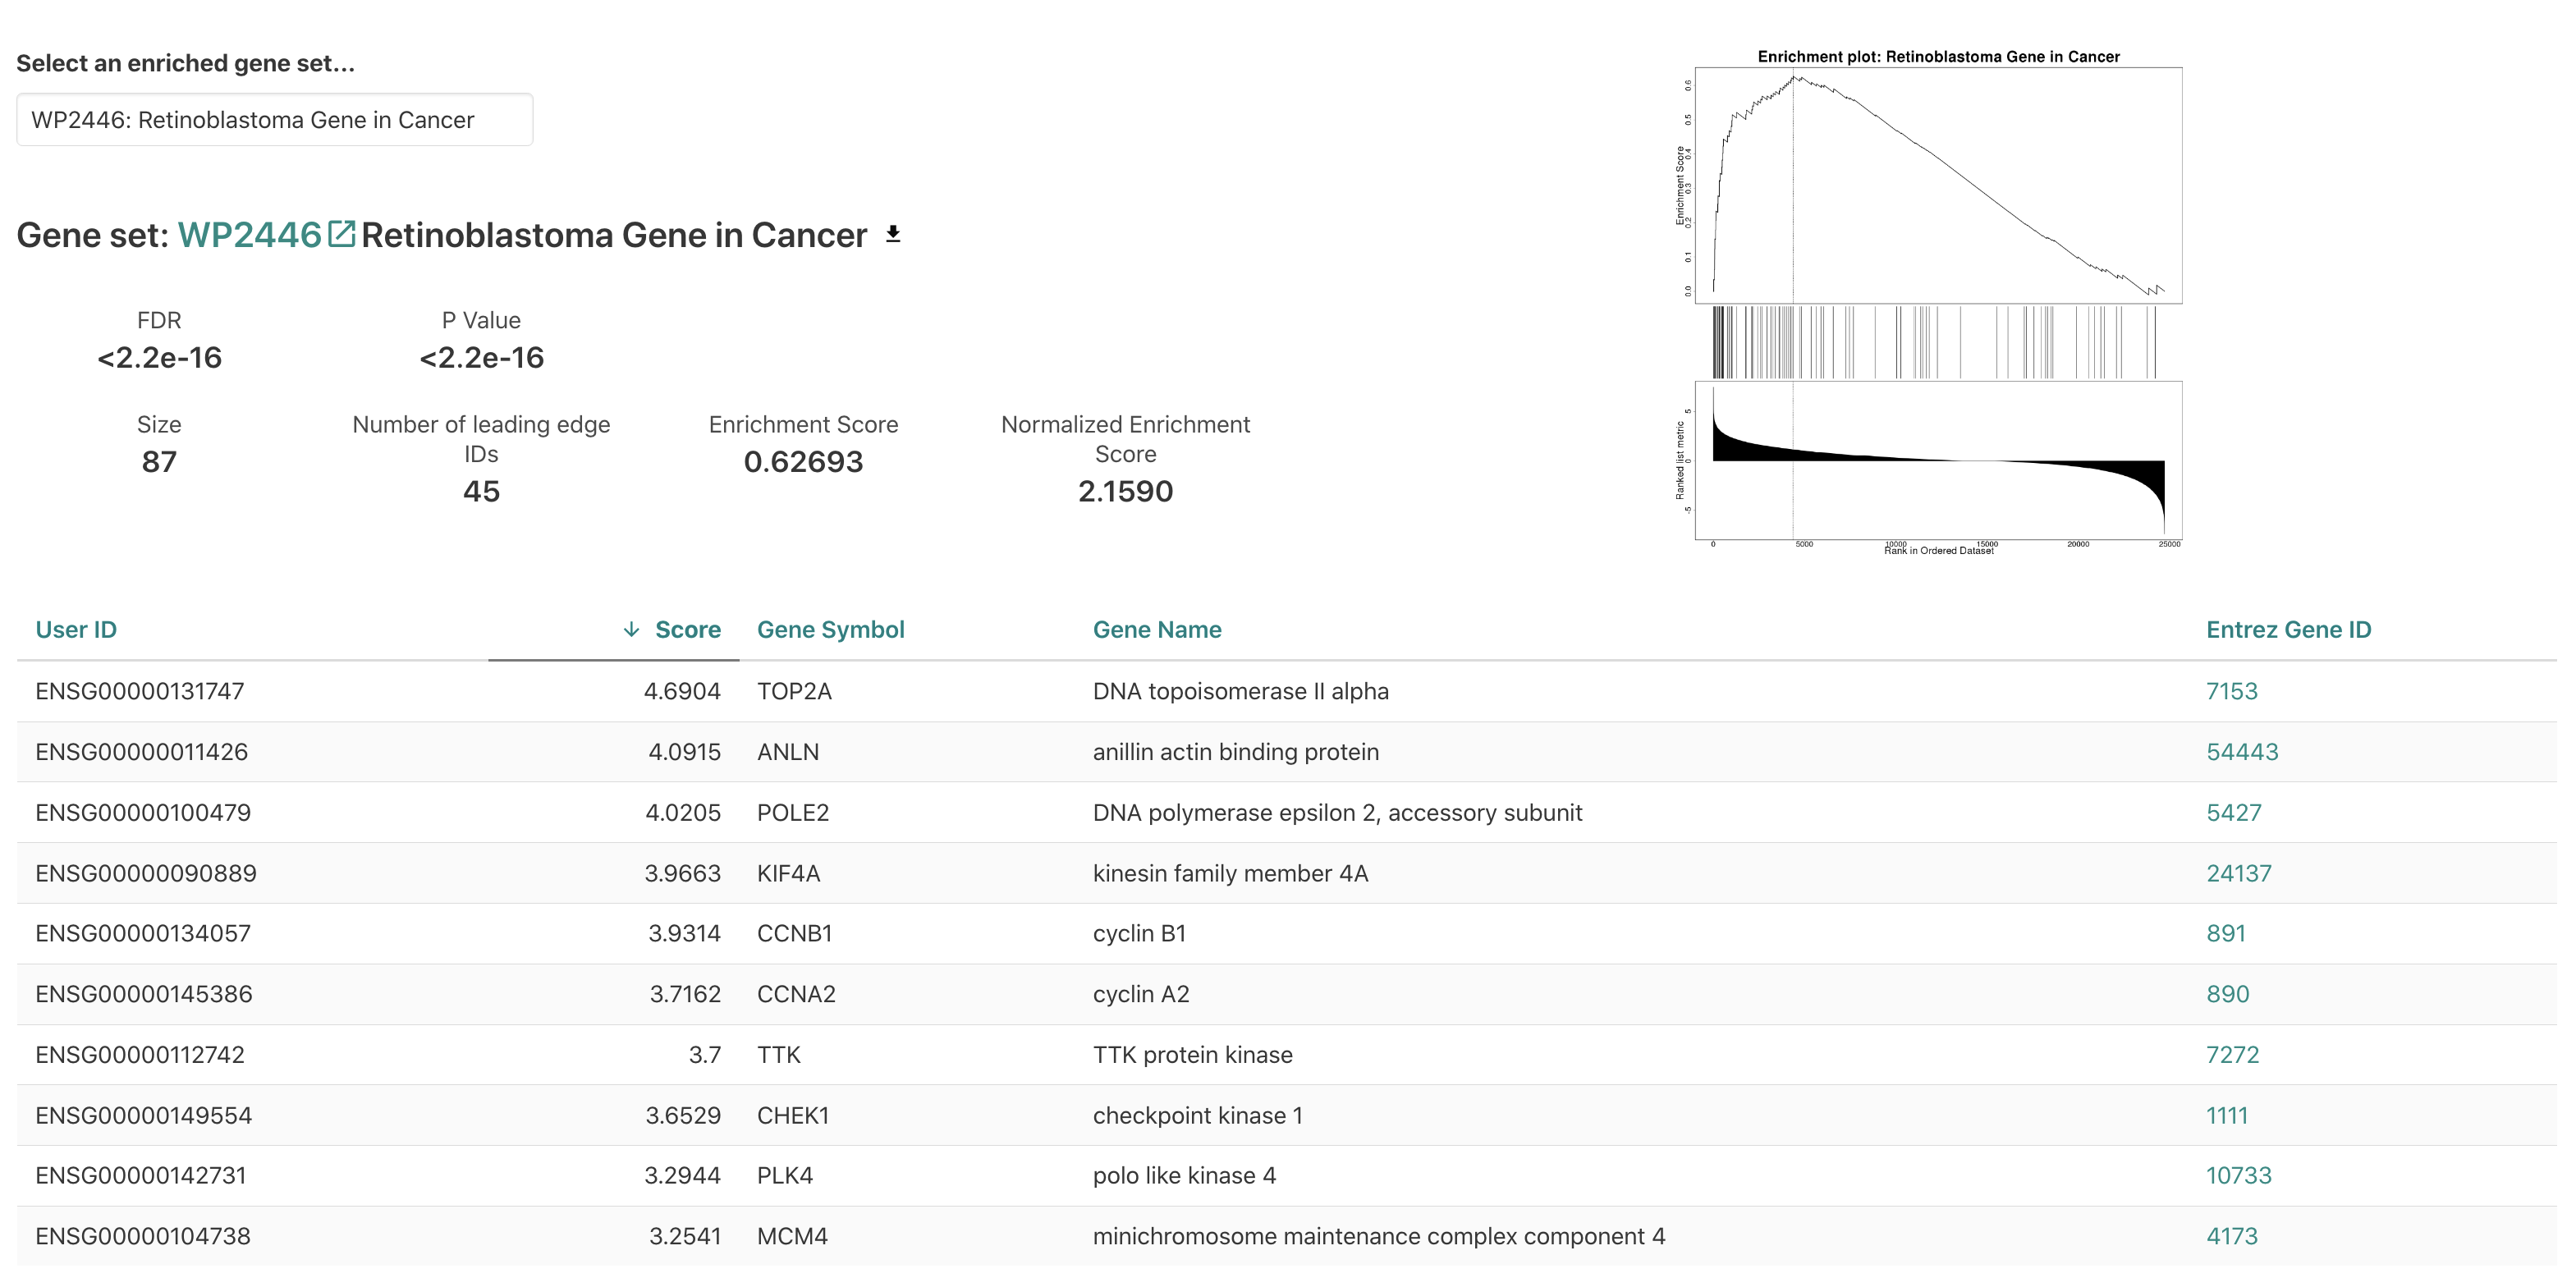 Select an enriched gene set...
WP2446: Retinoblastoma Gene in Cancer
Gene set: WP2446 Retinoblastoma Gene in Cancer
FDR
<2.2e-16
P Value
<2.2e-16
Size
87
Number of leading edge
IDs
45
Enrichment Score
0.62693
Normalized Enrichment
Score
2.1590
Enrichment plot: Retinoblastoma Gene in Cancer
Enrichment Score
0.6
0.5
0.4
0.3
0.2
0.1
0.0
Ranked list metric
5
0
-5
0 5000 10000 15000 20000 25000
Rank in Ordered Dataset
User ID Score Gene Symbol Gene Name Entrez Gene ID
ENSG00000131747 4.6904 TOP2A DNA topoisomerase II alpha 7153
ENSG00000011426 4.0915 ANLN anillin actin binding protein 54443
ENSG00000100479 4.0205 POLE2 DNA polymerase epsilon 2, accessory subunit 5427
ENSG00000090889 3.9663 KIF4A kinesin family member 4A 24137
ENSG00000134057 3.9314 CCNB1 cyclin B1 891
ENSG00000145386 3.7162 CCNA2 cyclin A2 890
ENSG00000112742 3.7 TTK TTK protein kinase 7272
ENSG00000149554 3.6529 CHEK1 checkpoint kinase 1 1111
ENSG00000142731 3.2944 PLK4 polo like kinase 4 10733
ENSG00000104738 3.2541 MCM4 minichromosome maintenance complex component 4 4173